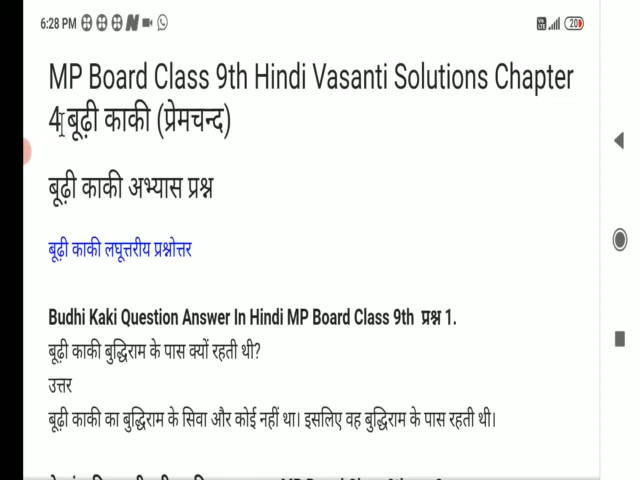 6:28 PM
20
MP Board Class 9th Hindi Vasanti Solutions Chapter
4 बूढ़ी काकी (प्रेमचन्द)
बूढ़ी काकी अभ्यास प्रश्न
बूढ़ी काकी लघूत्तरीय प्रश्नोत्तर
Budhi Kaki Question Answer In Hindi MP Board Class 9th प्रश्न 1.
बूढ़ी काकी बुद्धिराम के पास क्यों रहती थी?
उत्तर
बूढ़ी काकी का बुद्धिराम के सिवा और कोई नहीं था। इसलिए वह बुद्धिराम के पास रहती थी।